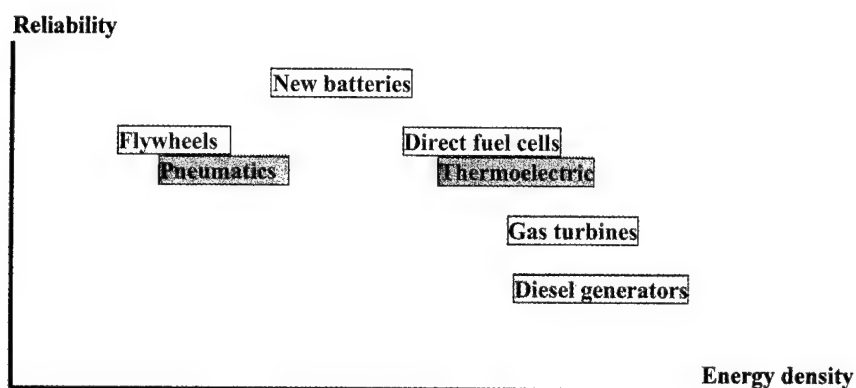 Reliability
New batteries
Flywheels
Direct fuel cells
Pneumatics
Thermoelectric
Gas turbines
Diesel generators
Energy density